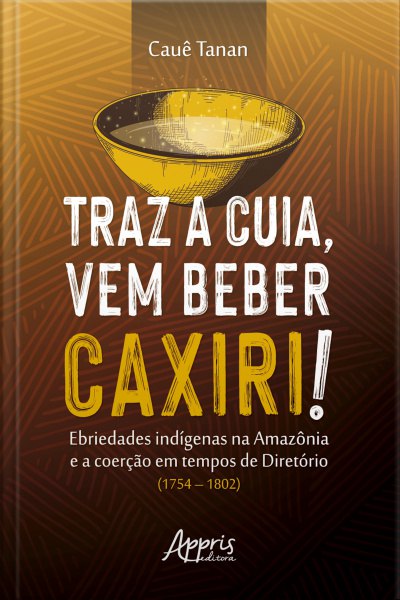 Cauê Tanan
TRAZ A CUIA,
VEM BEBER
CAXIRI!
Ebriedades indígenas na Amazônia
e a coerção em tempos de Diretório
(1754 – 1802)
Appris
editora